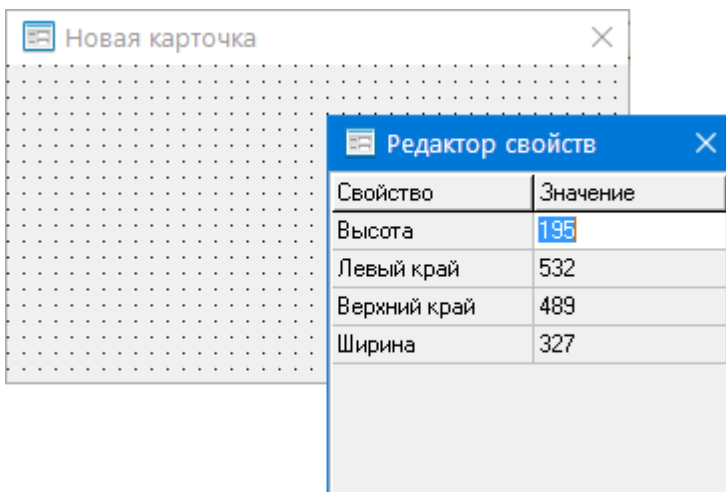 Новая карточка
Редактор свойств
Свойство Значение
Высота 195
Левый край 532
Верхний край 489
Ширина 327